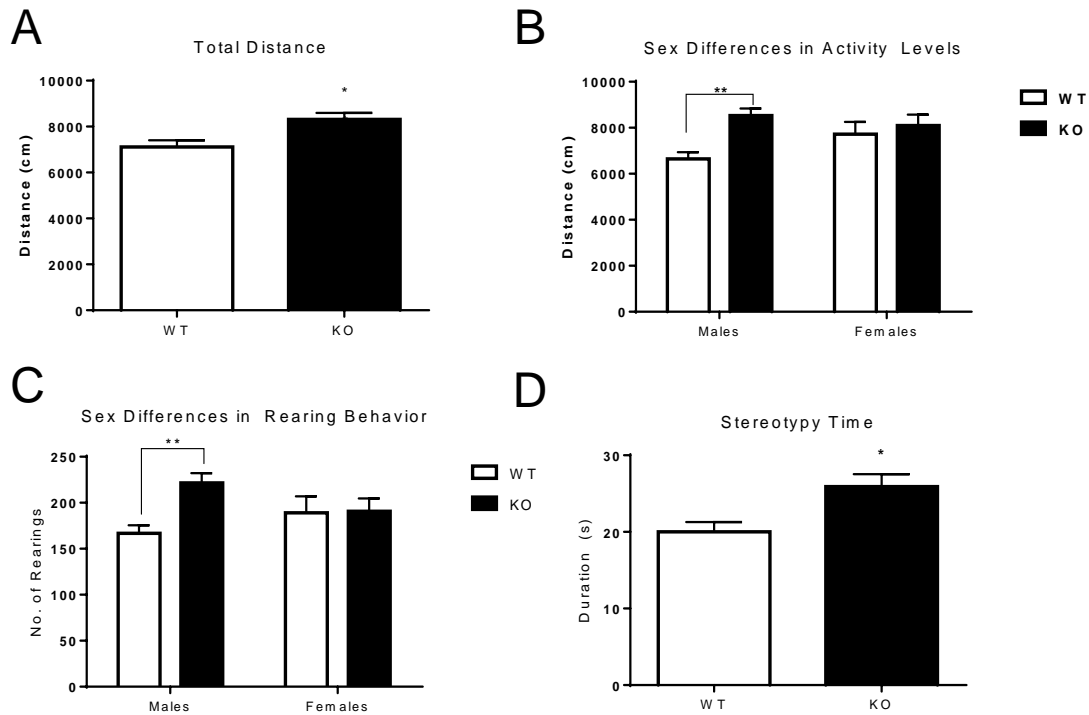 A
Total Distance
*
10000
8000
6000
4000
2000
0
Distance (cm)
WT
KO
B
Sex Differences in Activity Levels
**
10000
8000
6000
4000
2000
0
Distance (cm)
Males
Females
WT
KO
C
Sex Differences in Rearing Behavior
**
250
200
150
100
50
0
No. of Rearings
Males
Females
WT
KO
D
Stereotypy Time
*
30
20
10
0
Duration (s)
WT
KO